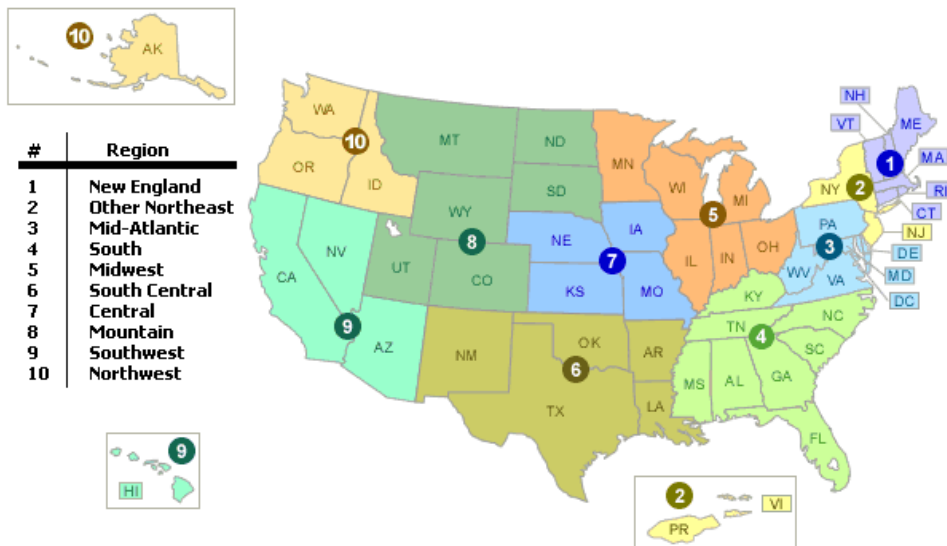 10
AK
# Region
1 New England
2 Other Northeast
3 Mid-Atlantic
4 South
5 Midwest
6 South Central
7 Central
8 Mountain
9 Southwest
10 Northwest
9
HI
WA
OR
10
ID
MT
ND
SD
WY
8
UT
CO
CA
NV
9
AZ
NE
IA
7
KS
MO
MN
WI
MI
5
IL
IN
OH
NM
OK
AR
6
TX
LA
KY
TN
NC
4
SC
MS
AL
GA
FL
PA
3
WV
VA
DE
MD
DC
NY
2
NJ
NH
VT
ME
1
MA
RI
CT
2
PR
VI